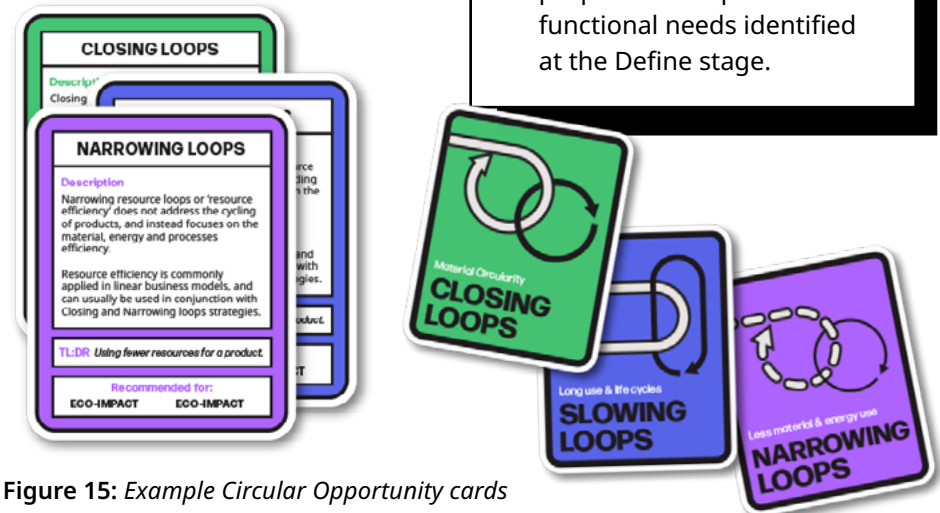 functional needs identified
at the Define stage.
CLOSING LOOPS
Closing
NARROWING LOOPS
Description
Narrowing resource loops or 'resource
efficiency' does not address the cycling
of products, and instead focuses on the
material, energy and processes
efficiency.
Resource efficiency is commonly
applied in linear business models, and
can usually be used in conjunction with
Closing and Narrowing loops strategies.
TL:DR Using fewer resources for a product.
Recommended for:
ECO-IMPACT ECO-IMPACT
and
with
Material Circularity
CLOSING
LOOPS
Long use & life cycles
SLOWING
LOOPS
Less material & energy use
NARROWING
LOOPS
Figure 15: Example Circular Opportunity cards